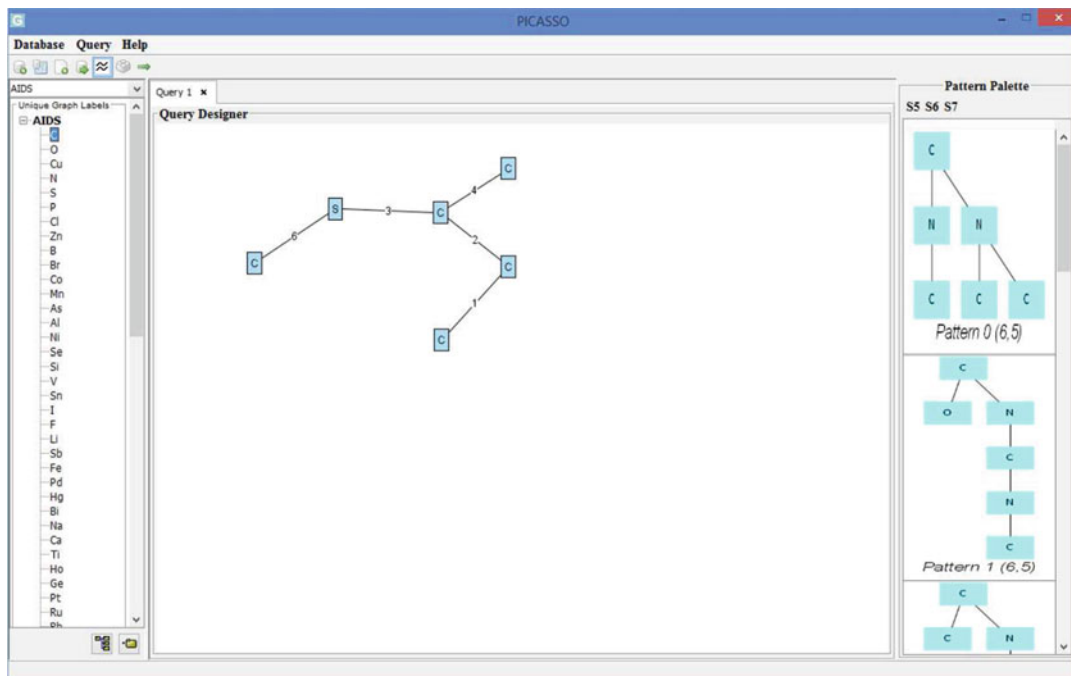 G PICASSO
Database Query Help
AIDS
Unique Graph Labels
AIDS
C
O
Cu
N
S
P
Cl
Zn
B
Br
Co
Mn
As
Al
Ni
Se
Si
V
Sn
I
F
Li
Sb
Fe
Pd
Hg
Bi
Na
Ca
Ti
Ho
Ge
Pt
Ru
Rh
Query 1 ×
Query Designer
C
4
S
3
C
6
2
C
C
1
C
Pattern Palette
S5 S6 S7
C
N N
C C C
Pattern 0 (6,5)
C
O N
C
N
C
Pattern 1 (6,5)
C
C N